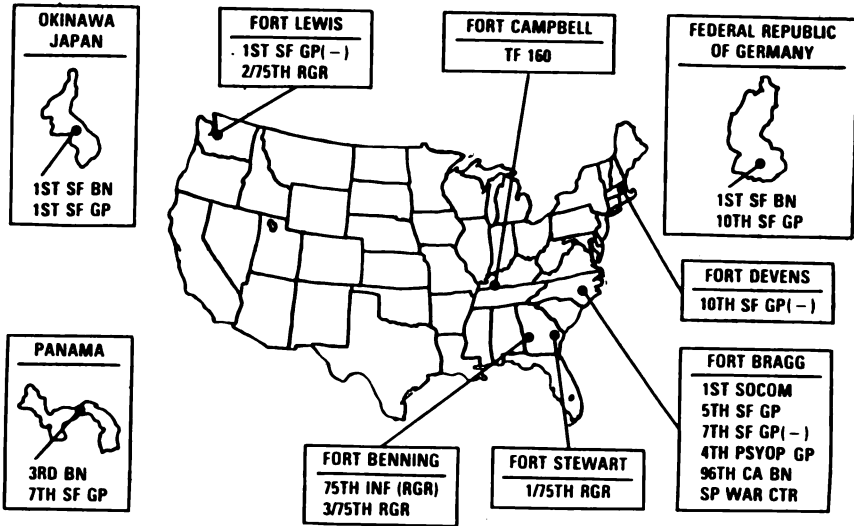 OKINAWA
JAPAN
1ST SF BN
1ST SF GP
FORT LEWIS
1ST SF GP(-)
2/75TH RGR
FORT CAMPBELL
TF 160
FEDERAL REPUBLIC
OF GERMANY
1ST SF BN
10TH SF GP
FORT DEVENS
10TH SF GP(-)
PANAMA
3RD BN
7TH SF GP
FORT BENNING
75TH INF (RGR)
3/75TH RGR
FORT STEWART
1/75TH RGR
FORT BRAGG
1ST SOCOM
5TH SF GP
7TH SF GP(-)
4TH PSYOP GP
96TH CA BN
SP WAR CTR